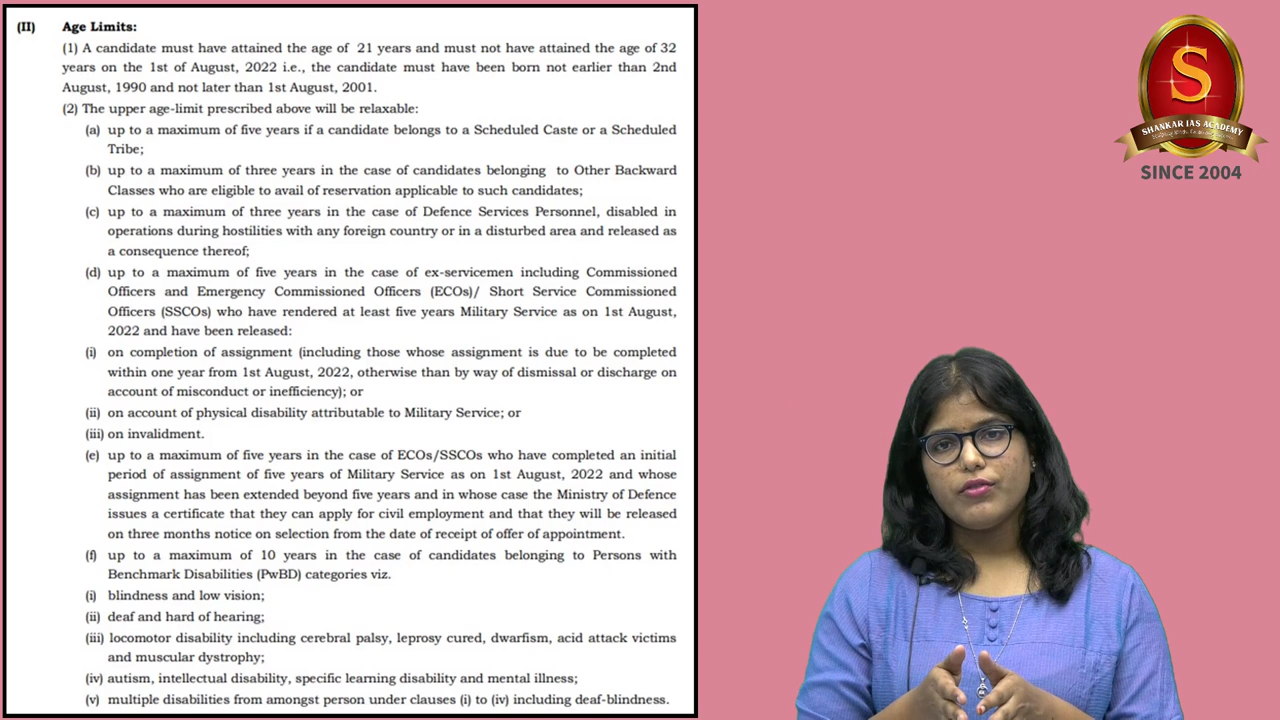 (II) Age Limits:
(1) A candidate must have attained the age of 21 years and must not have attained the age of 32
years on the 1st of August, 2022 i.e., the candidate must have been born not earlier than 2nd
August, 1990 and not later than 1st August, 2001.
(2) The upper age-limit prescribed above will be relaxable:
(a) up to a maximum of five years if a candidate belongs to a Scheduled Caste or a Scheduled
Tribe;
(b) up to a maximum of three years in the case of candidates belonging to Other Backward
Classes who are eligible to avail of reservation applicable to such candidates;
(c) up to a maximum of three years in the case of Defence Services Personnel, disabled in
operations during hostilities with any foreign country or in a disturbed area and released as
a consequence thereof;
(d) up to a maximum of five years in the case of ex-servicemen including Commissioned
Officers and Emergency Commissioned Officers (ECOs)/ Short Service Commissioned
Officers (SSCOs) who have rendered at least five years Military Service as on 1st August,
2022 and have been released:
(i) on completion of assignment (including those whose assignment is due to be completed
within one year from 1st August, 2022, otherwise than by way of dismissal or discharge on
account of misconduct or inefficiency); or
(ii) on account of physical disability attributable to Military Service; or
(iii) on invalidment.
(e) up to a maximum of five years in the case of ECOs/SSCOs who have completed an initial
period of assignment of five years of Military Service as on 1st August, 2022 and whose
assignment has been extended beyond five years and in whose case the Ministry of Defence
issues a certificate that they can apply for civil employment and that they will be released
on three months notice on selection from the date of receipt of offer of appointment.
(f) up to a maximum of 10 years in the case of candidates belonging to Persons with
Benchmark Disabilities (PwBD) categories viz.
(i) blindness and low vision;
(ii) deaf and hard of hearing;
(iii) locomotor disability including cerebral palsy, leprosy cured, dwarfism, acid attack victims
and muscular dystrophy;
(iv) autism, intellectual disability, specific learning disability and mental illness;
(v) multiple disabilities from amongst person under clauses (i) to (iv) including deaf-blindness.
S
SHANKAR IAS ACADEMY
SINCE 2004